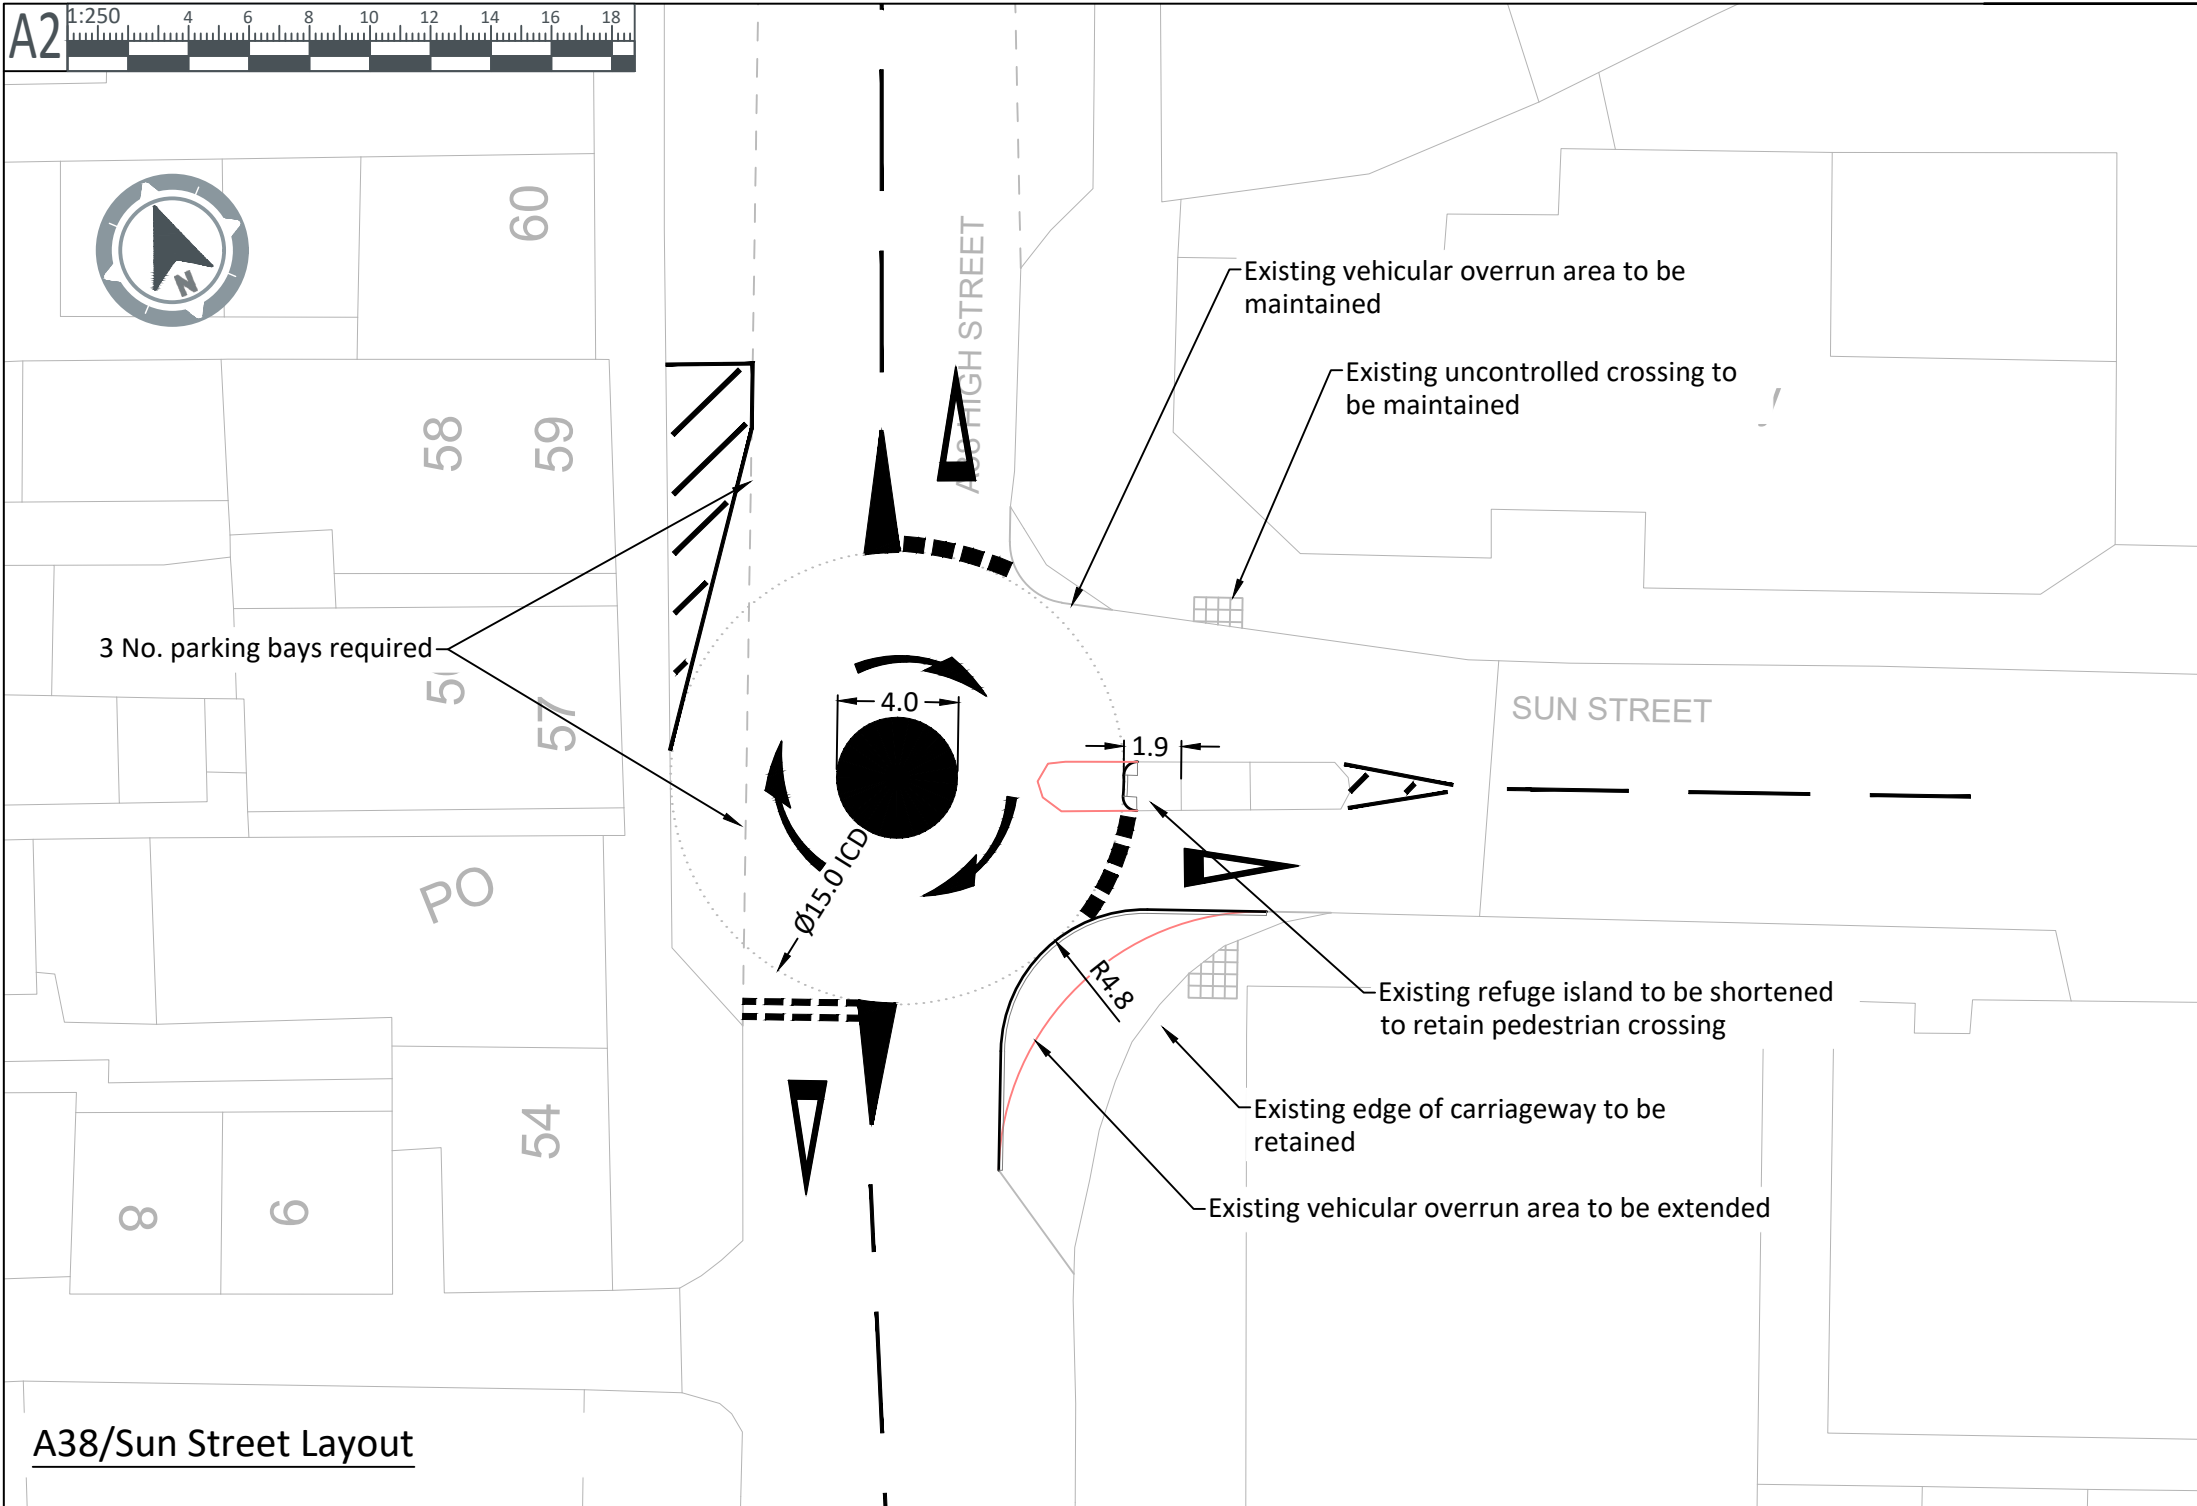 A2
1:250
4 6 8 10 12 14 16 18
N
60
58
59
57
PO
54
8
6
A38 HIGH STREET
SUN STREET
Existing vehicular overrun area to be
maintained
Existing uncontrolled crossing to
be maintained
3 No. parking bays required
4.0
1.9
Ø15.0 ICD
R4.8
Existing refuge island to be shortened
to retain pedestrian crossing
Existing edge of carriageway to be
retained
Existing vehicular overrun area to be extended
A38/Sun Street Layout